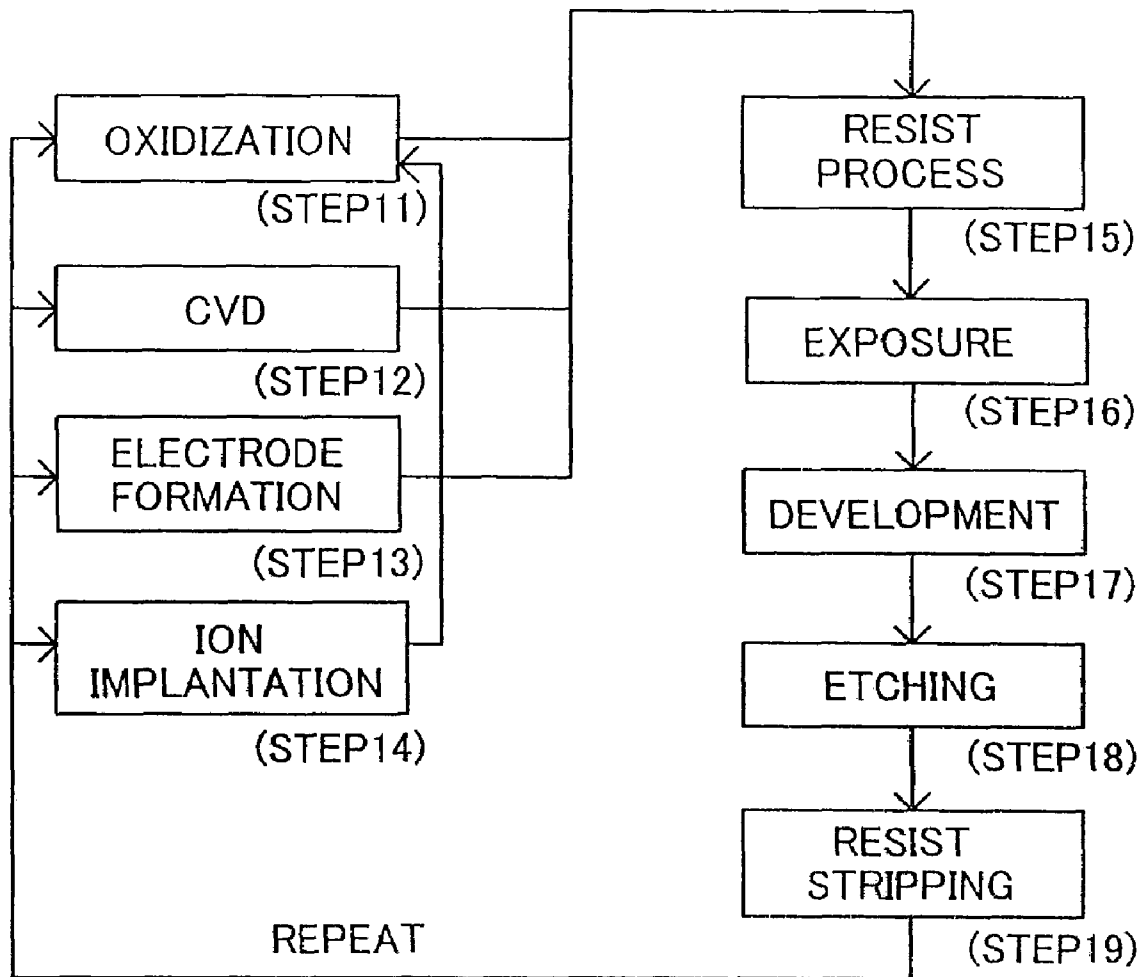 OXIDIZATION
(STEP11)
CVD
(STEP12)
ELECTRODE
FORMATION
(STEP13)
ION
IMPLANTATION
(STEP14)
REPEAT
RESIST
PROCESS
(STEP15)
EXPOSURE
(STEP16)
DEVELOPMENT
(STEP17)
ETCHING
(STEP18)
RESIST
STRIPPING
(STEP19)